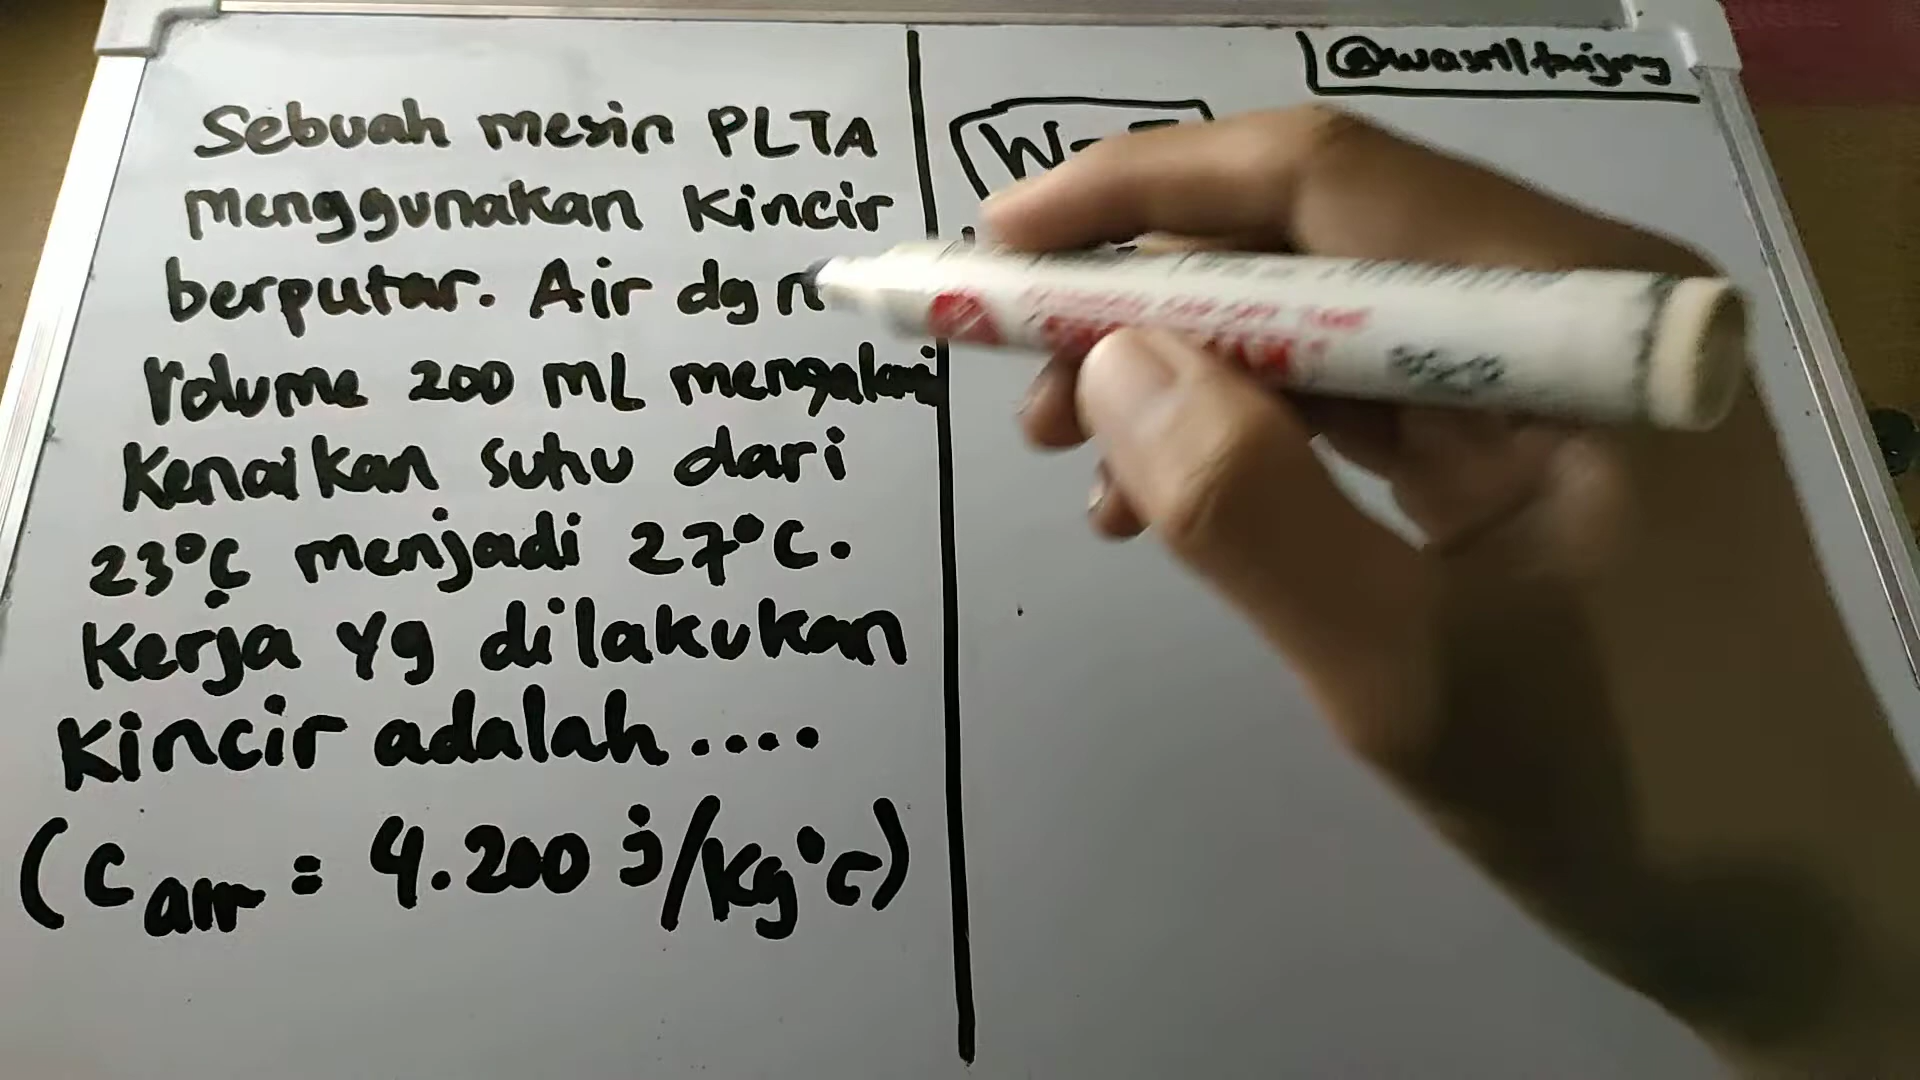 Sebuah mesin PLTA
menggunakan Kincir
berputar. Air dg
Volume 200 mL mengalami
Kenaikan suhu dari
23°C menjadi 27°C.
Kerja yg dilakukan
Kincir adalah....
(C air = 4.200 j/kg°c)